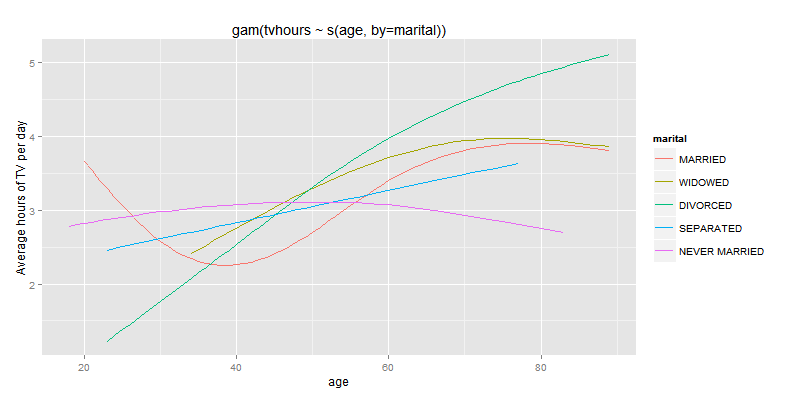 gam(tvhours ~ s(age, by=marital))
Average hours of TV per day
5
4
3
2
20
40
60
80
age
marital
MARRIED
WIDOWED
DIVORCED
SEPARATED
NEVER MARRIED